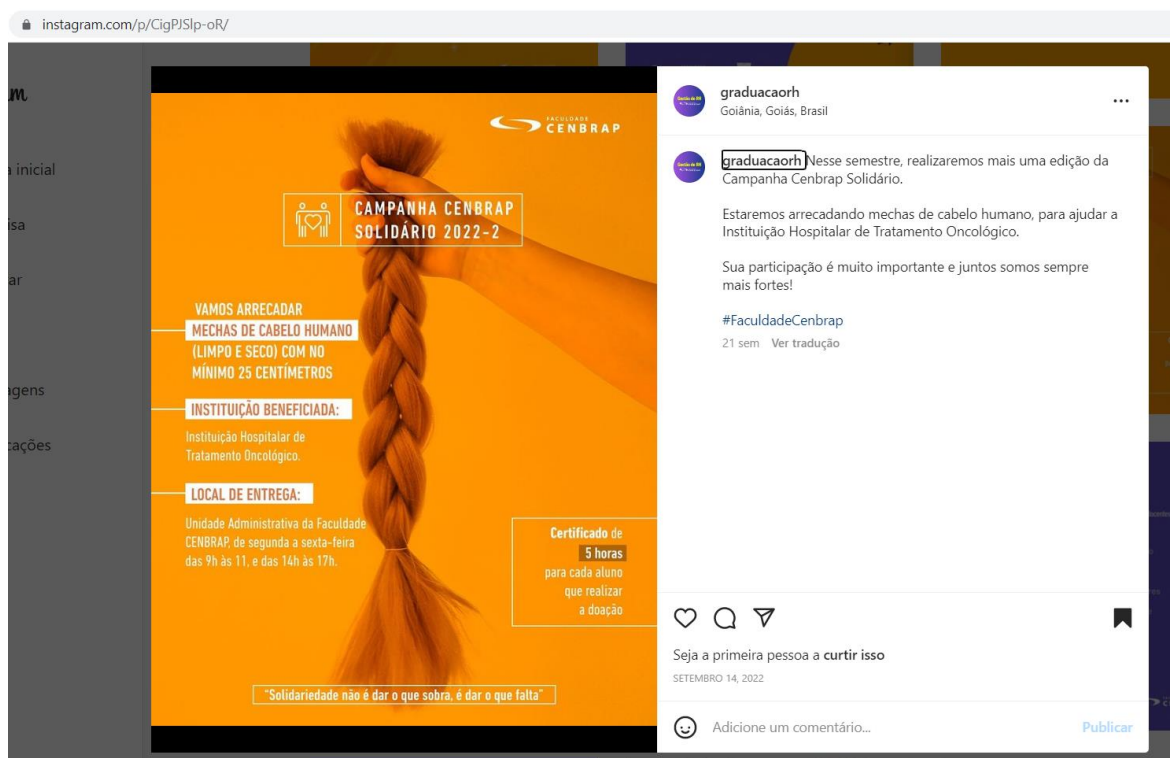 instagram.com/p/CigPJSlp-oR/
am
a inicial
isa
ar
agens
cações
FACULDADE
CENBRAP
CAMPANHA CENBRAP
SOLIDÁRIO 2022-2
VAMOS ARRECADAR
MECHAS DE CABELO HUMANO
(LIMPO E SECO) COM NO
MÍNIMO 25 CENTÍMETROS
INSTITUIÇÃO BENEFICIADA:
Instituição Hospitalar de
Tratamento Oncológico.
LOCAL DE ENTREGA:
Unidade Administrativa da Faculdade
CENBRAP, de segunda a sexta-feira
das 9h às 11, e das 14h às 17h.
Certificado de
5 horas
para cada aluno
que realizar
a doação
"Solidariedade não é dar o que sobra, é dar o que falta"
graduacaorh
Goiânia, Goiás, Brasil
graduacaorh Nesse semestre, realizaremos mais uma edição da
Campanha Cenbrap Solidário.
Estaremos arrecadando mechas de cabelo humano, para ajudar a
Instituição Hospitalar de Tratamento Oncológico.
Sua participação é muito importante e juntos somos sempre
mais fortes!
#FaculdadeCenbrap
21 sem Ver tradução
Seja a primeira pessoa a curtir isso
SETEMBRO 14, 2022
Adicione um comentário...
Publicar